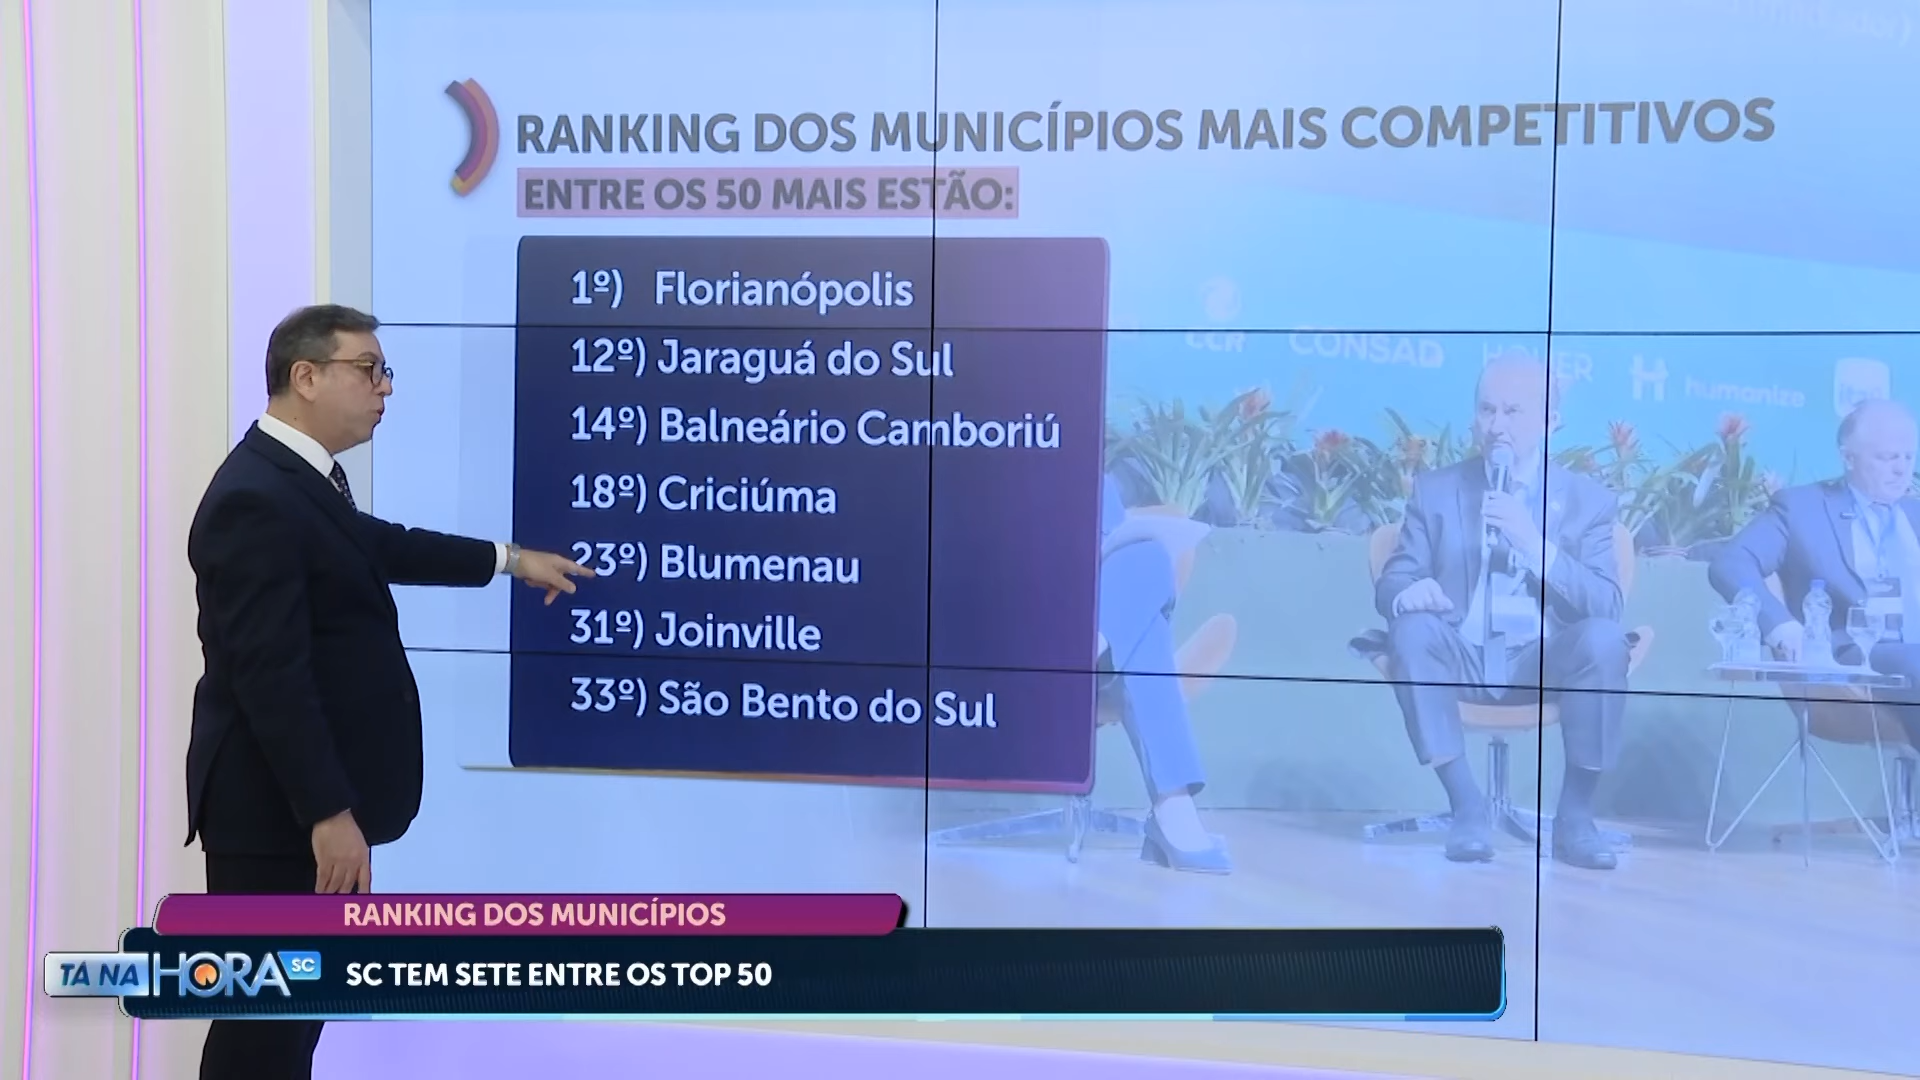 RANKING DOS MUNICÍPIOS MAIS COMPETITIVOS
ENTRE OS 50 MAIS ESTÃO:
1º) Florianópolis
12º) Jaraguá do Sul
14º) Balneário Camboriú
18º) Criciúma
23º) Blumenau
31º) Joinville
33º) São Bento do Sul
CCR CONSAD humanize
RANKING DOS MUNICÍPIOS
TÁ NA HORA SC
SC TEM SETE ENTRE OS TOP 50